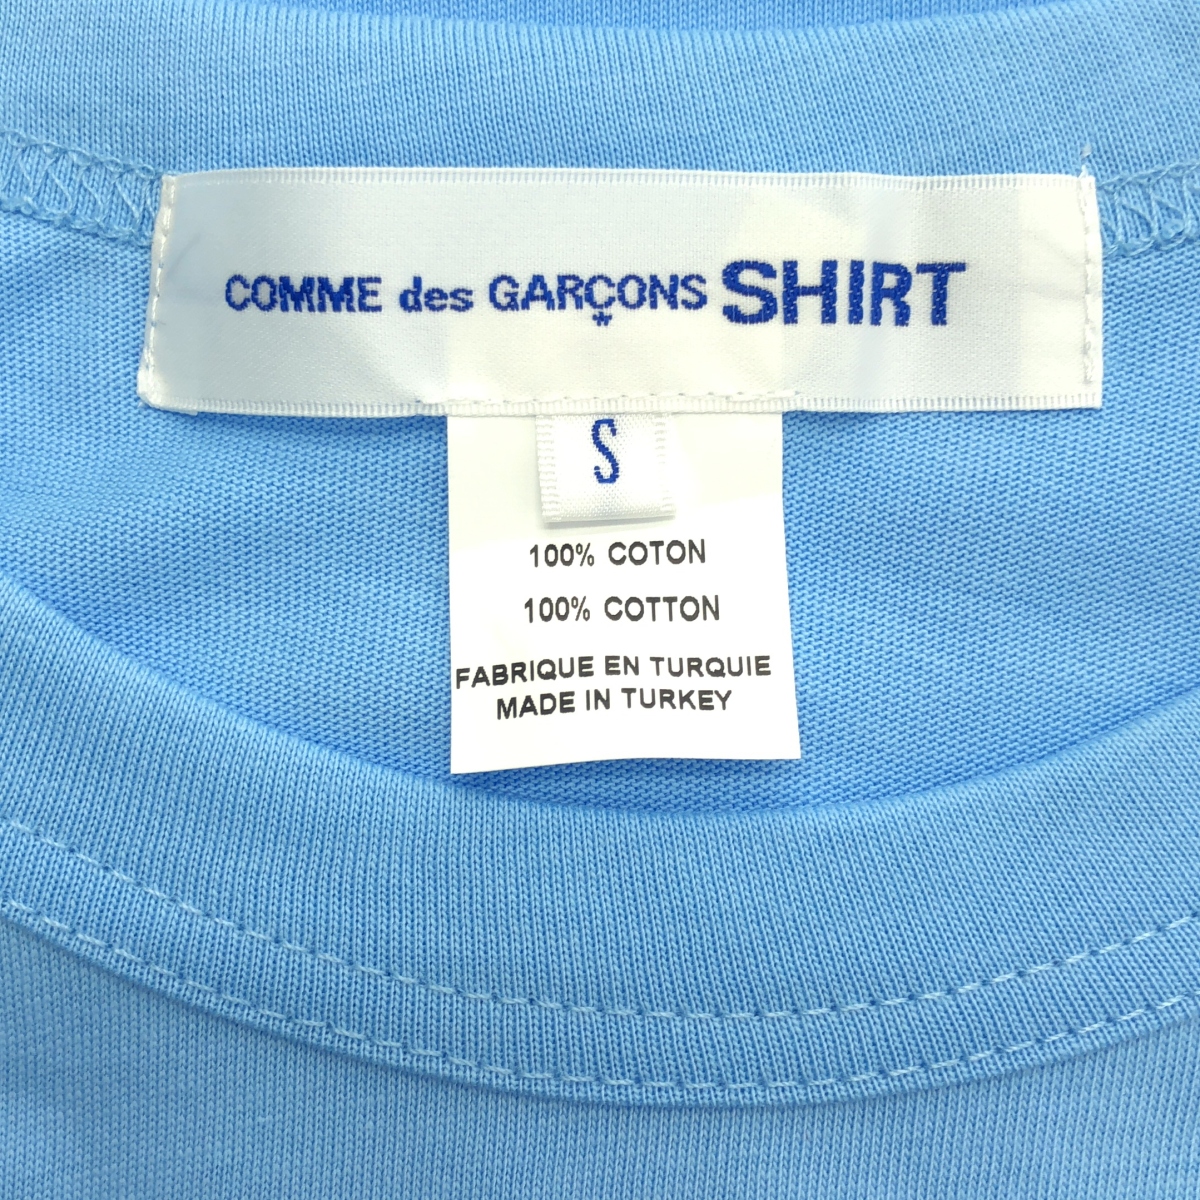 COMME des GARÇONS SHIRT
*
S
100% COTON
100% COTTON
FABRIQUE EN TURQUIE
MADE IN TURKEY